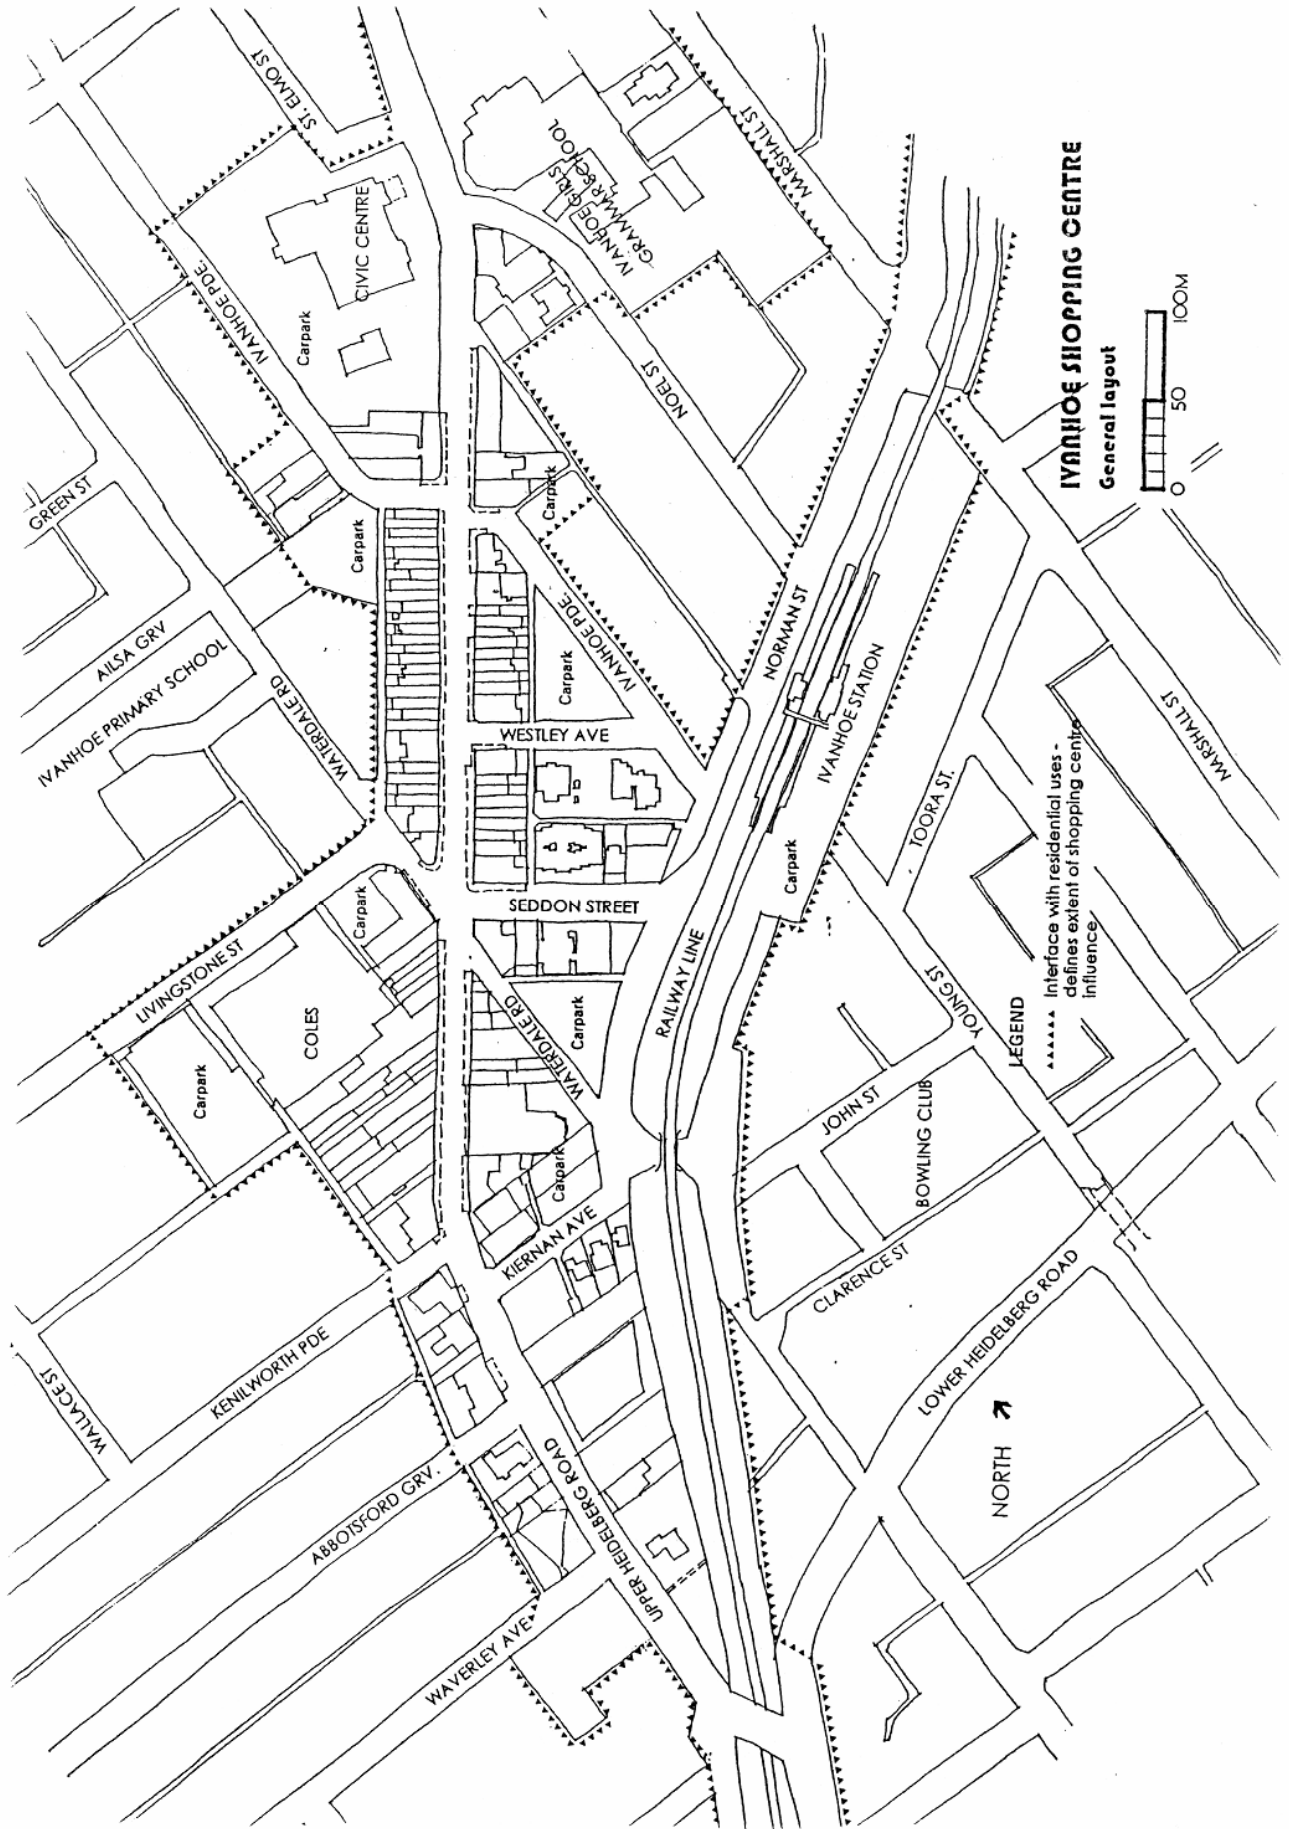 ST. ELMO ST
IVANHOE PDE.
CIVIC CENTRE
Carpark
IVANHOE GIRLS
GRAMMAR SCHOOL
MARSHALL ST
GREEN ST
Carpark
NOEL ST
Carpark
AILSA GRV
IVANHOE PRIMARY SCHOOL
WATERDALE RD
IVANHOE PDE.
Carpark
WESTLEY AVE
NORMAN ST
IVANHOE STATION
Carpark
LIVINGSTONE ST
Carpark
SEDDON STREET
RAILWAY LINE
COLES
Carpark
WATERDALE RD
Carpark
Carpark
KIERNAN AVE
TOORA ST.
MARSHALL ST
YOUNG ST
JOHN ST
BOWLING CLUB
CLARENCE ST
LOWER HEIDELBERG ROAD
WALLACE ST
KENILWORTH PDE
ABBOTSFORD GRV.
WAVERLEY AVE
UPPER HEIDELBERG ROAD
NORTH
LEGEND
Interface with residential uses -
defines extent of shopping centre
influence
IVANHOE SHOPPING CENTRE
General layout
0 50 100M